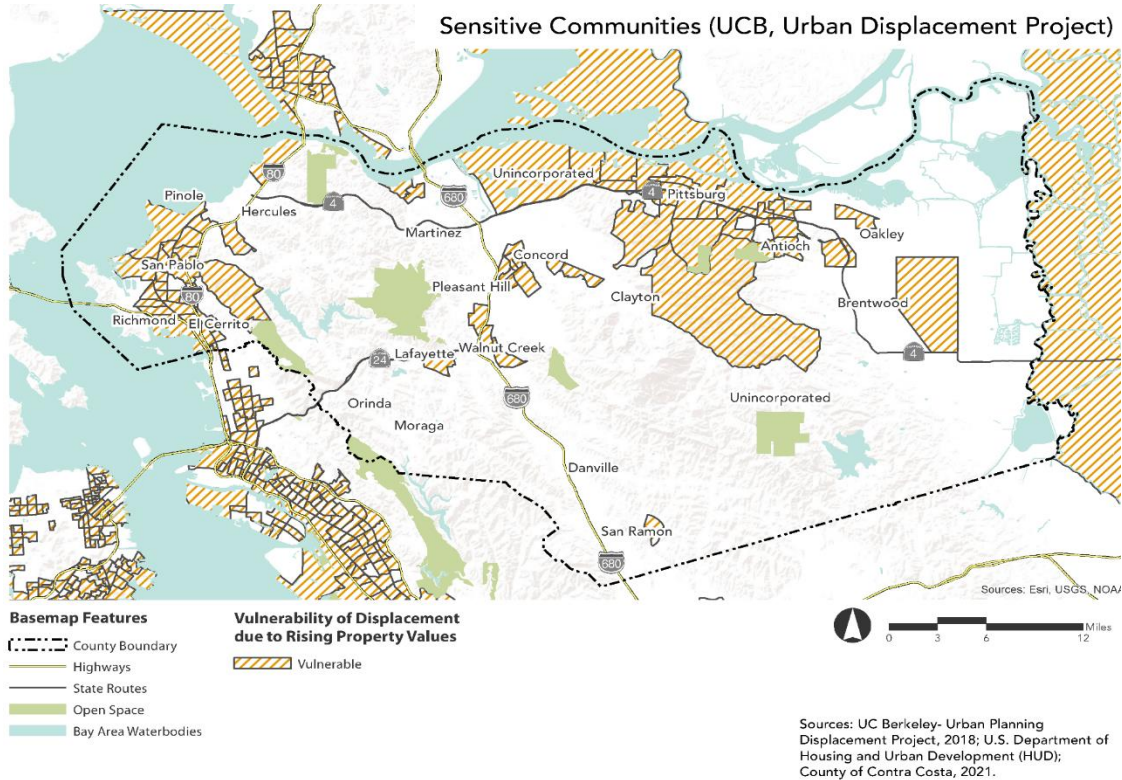 Sensitive Communities (UCB, Urban Displacement Project)
Unincorporated
80
Pinole
4
680
4
Pittsburg
Hercules
Martinez
Oakley
Antioch
San Pablo
Concord
Pleasant Hill
Clayton
80
Brentwood
Richmond
El Cerrito
24
Lafayette
Walnut Creek
4
Orinda
680
Unincorporated
Moraga
Danville
San Ramon
680
Sources: Esri, USGS, NOAA
Basemap Features
County Boundary
Highways
State Routes
Open Space
Bay Area Waterbodies
Vulnerability of Displacement
due to Rising Property Values
Vulnerable
0 3 6 12 Miles
Sources: UC Berkeley- Urban Planning
Displacement Project, 2018; U.S. Department of
Housing and Urban Development (HUD);
County of Contra Costa, 2021.